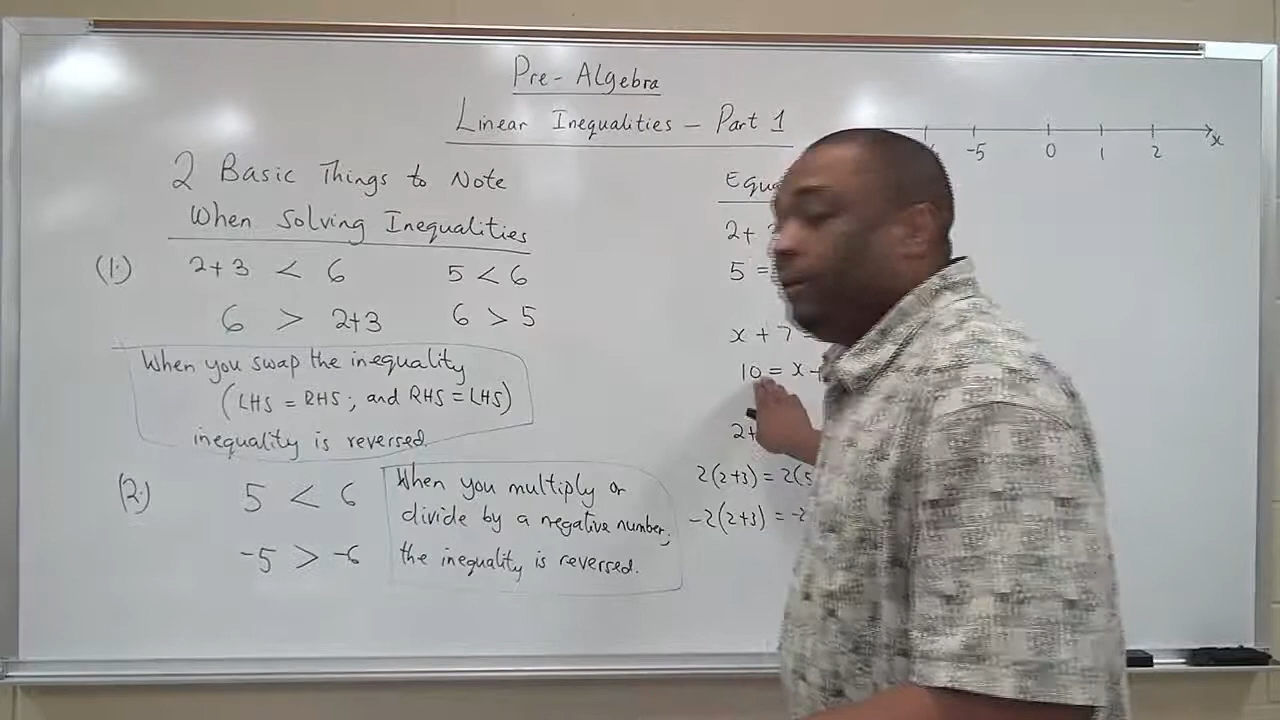 Pre-Algebra
Linear Inequalities - Part 1
2 Basic Things to Note
When Solving Inequalities
(1.) 2+3 < 6 5 < 6
6 > 2+3 6 > 5
When you swap the inequality
(LHS = RHS; and RHS = LHS)
inequality is reversed.
(2.) 5 < 6
-5 > -6
When you multiply or
divide by a negative number,
the inequality is reversed.
2+
5 =
x + 7
10 = x
2+
2(2+3) = 2(5
-2(2+3) = -2
-5 0 1 2 x